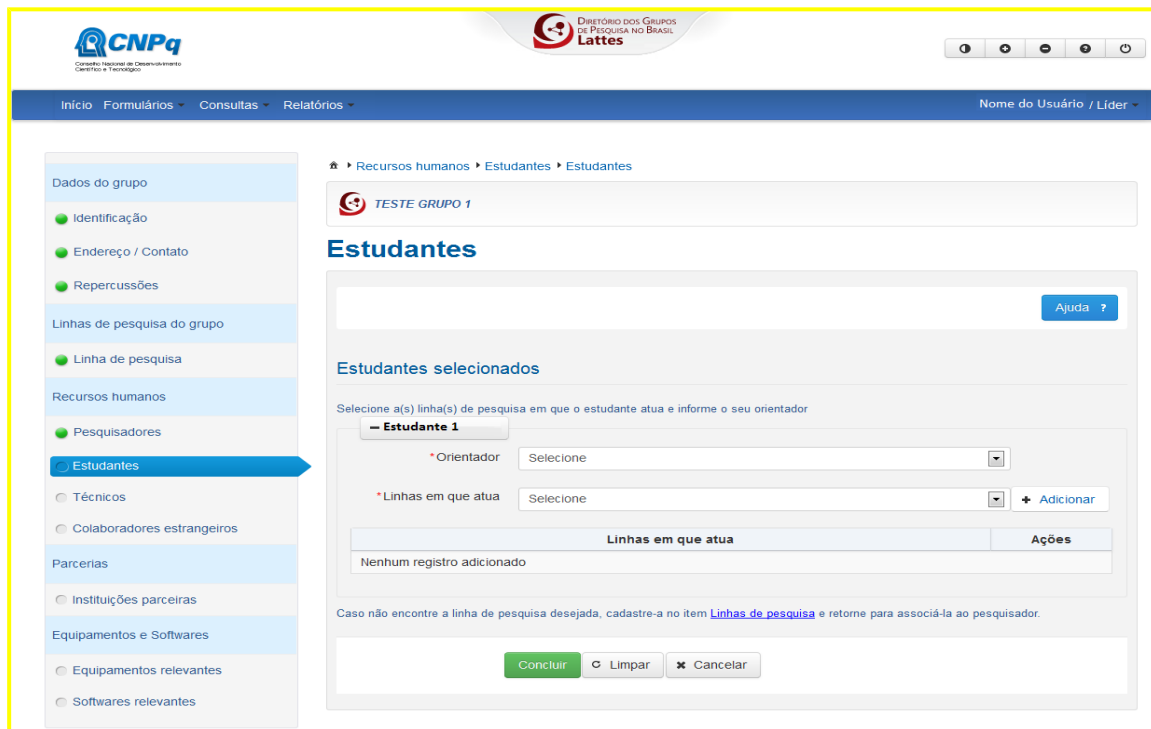 CNPq
Conselho Nacional de Desenvolvimento
Científico e Tecnológico
DIRETÓRIO DOS GRUPOS
DE PESQUISA NO BRASIL
Lattes
Início Formulários Consultas Relatórios
Nome do Usuário / Líder
Dados do grupo
Identificação
Endereço / Contato
Repercussões
Linhas de pesquisa do grupo
Linha de pesquisa
Recursos humanos
Pesquisadores
Estudantes
Técnicos
Colaboradores estrangeiros
Parcerias
Instituições parceiras
Equipamentos e Softwares
Equipamentos relevantes
Softwares relevantes
Recursos humanos Estudantes Estudantes
TESTE GRUPO 1
Estudantes
Ajuda ?
Estudantes selecionados
Selecione a(s) linha(s) de pesquisa em que o estudante atua e informe o seu orientador
Estudante 1
*Orientador Selecione
*Linhas em que atua Selecione + Adicionar
Linhas em que atua Ações
Nenhum registro adicionado
Caso não encontre a linha de pesquisa desejada, cadastre-a no item Linhas de pesquisa e retorne para associá-la ao pesquisador.
Concluir Limpar Cancelar